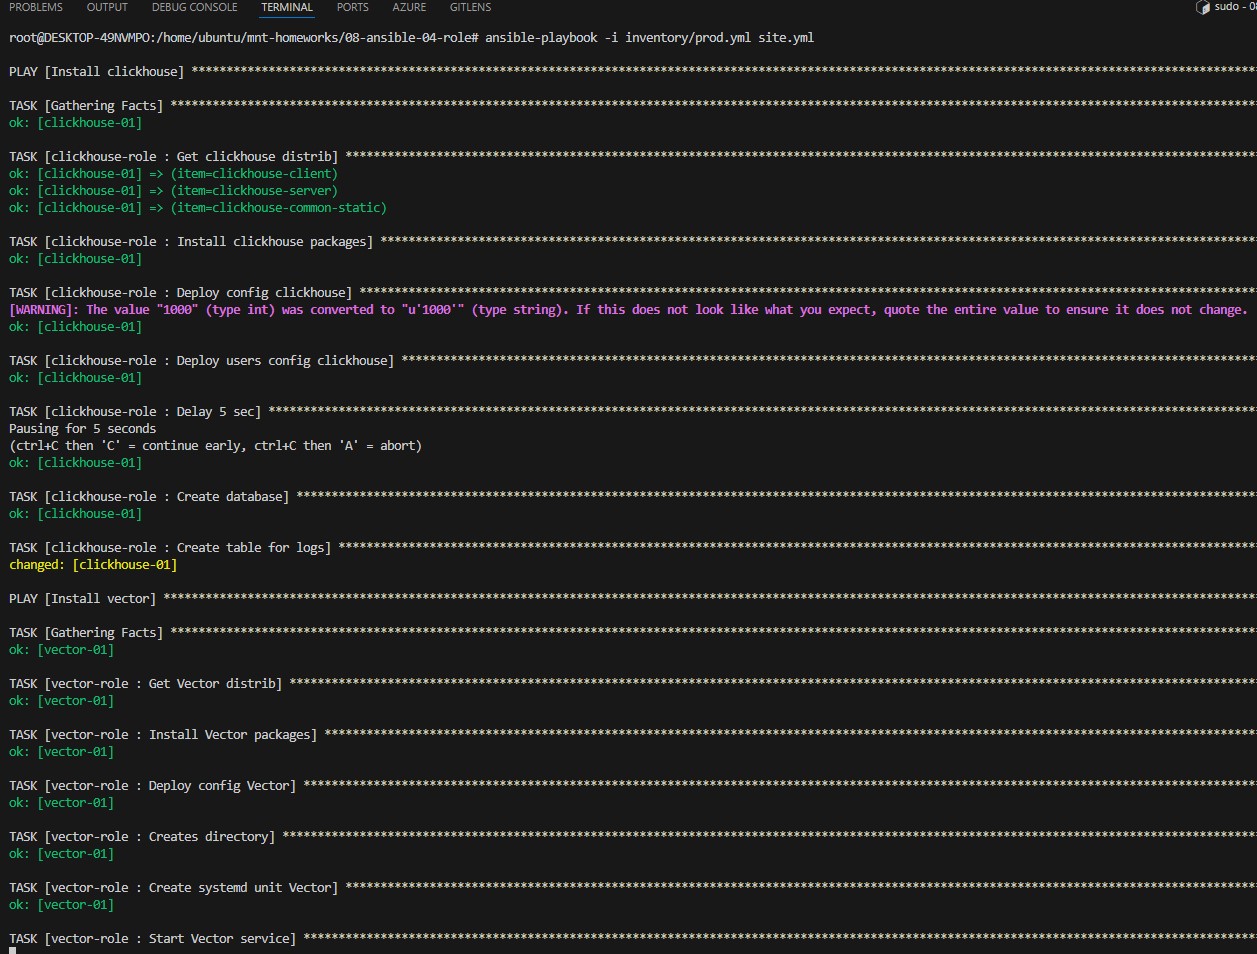 PROBLEMS OUTPUT DEBUG CONSOLE TERMINAL PORTS AZURE GITLENS sudo - 08
root@DESKTOP-49NVMPO:/home/ubuntu/mnt-homeworks/08-ansible-04-role# ansible-playbook -i inventory/prod.yml site.yml
PLAY [Install clickhouse] ********************************************************************************************************************************************************
TASK [Gathering Facts] ***********************************************************************************************************************************************************
ok: [clickhouse-01]
TASK [clickhouse-role : Get clickhouse distrib] **********************************************************************************************************************************
ok: [clickhouse-01] => (item=clickhouse-client)
ok: [clickhouse-01] => (item=clickhouse-server)
ok: [clickhouse-01] => (item=clickhouse-common-static)
TASK [clickhouse-role : Install clickhouse packages] *****************************************************************************************************************************
ok: [clickhouse-01]
TASK [clickhouse-role : Deploy config clickhouse] ********************************************************************************************************************************
[WARNING]: The value "1000" (type int) was converted to "u'1000'" (type string). If this does not look like what you expect, quote the entire value to ensure it does not change.
ok: [clickhouse-01]
TASK [clickhouse-role : Deploy users config clickhouse] **************************************************************************************************************************
ok: [clickhouse-01]
TASK [clickhouse-role : Delay 5 sec] *********************************************************************************************************************************************
Pausing for 5 seconds
(ctrl+C then 'C' = continue early, ctrl+C then 'A' = abort)
ok: [clickhouse-01]
TASK [clickhouse-role : Create database] *****************************************************************************************************************************************
ok: [clickhouse-01]
TASK [clickhouse-role : Create table for logs] ***********************************************************************************************************************************
changed: [clickhouse-01]
PLAY [Install vector] ************************************************************************************************************************************************************
TASK [Gathering Facts] ***********************************************************************************************************************************************************
ok: [vector-01]
TASK [vector-role : Get Vector distrib] ******************************************************************************************************************************************
ok: [vector-01]
TASK [vector-role : Install Vector packages] *************************************************************************************************************************************
ok: [vector-01]
TASK [vector-role : Deploy config Vector] ****************************************************************************************************************************************
ok: [vector-01]
TASK [vector-role : Creates directory] *******************************************************************************************************************************************
ok: [vector-01]
TASK [vector-role : Create systemd unit Vector] **********************************************************************************************************************************
ok: [vector-01]
TASK [vector-role : Start Vector service] ****************************************************************************************************************************************